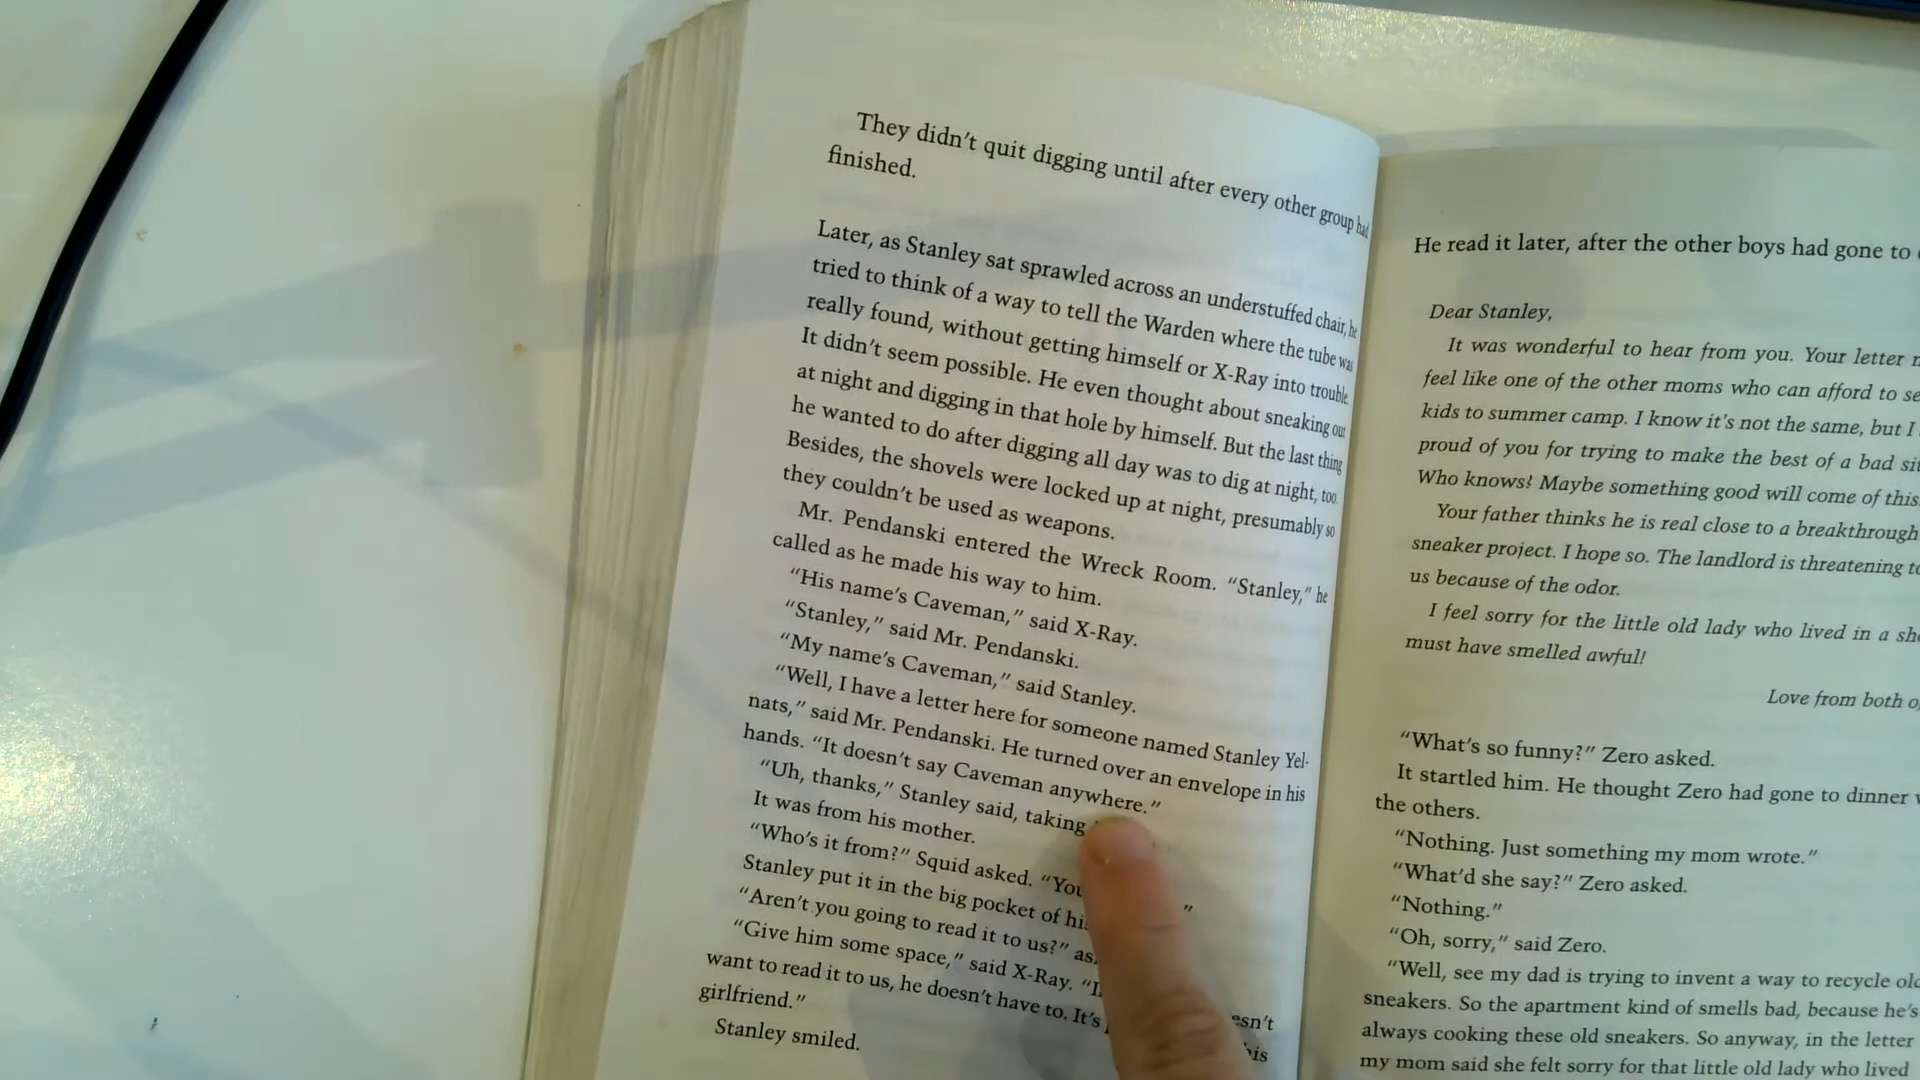 They didn't quit digging until after every other group had
finished.
Later, as Stanley sat sprawled across an understuffed chair, he
tried to think of a way to tell the Warden where the tube was
really found, without getting himself or X-Ray into trouble.
It didn't seem possible. He even thought about sneaking out
at night and digging in that hole by himself. But the last thing
he wanted to do after digging all day was to dig at night, too.
Besides, the shovels were locked up at night, presumably so
they couldn't be used as weapons.
Mr. Pendanski entered the Wreck Room. "Stanley," he
called as he made his way to him.
"His name's Caveman," said X-Ray.
"Stanley," said Mr. Pendanski.
"My name's Caveman," said Stanley.
"Well, I have a letter here for someone named Stanley Yel-
nats," said Mr. Pendanski. He turned over an envelope in his
hands. "It doesn't say Caveman anywhere."
"Uh, thanks," Stanley said, taking
It was from his mother.
"Who's it from?" Squid asked.
Stanley put it in the big pocket of
"Aren't you going to read it to us?"
"Give him some space," said X-Ray.
want to read it to us, he doesn't have to. It's
girlfriend."
Stanley smiled.
He read it later, after the other boys had gone to
Dear Stanley,
It was wonderful to hear from you. Your letter
feel like one of the other moms who can afford to
kids to summer camp. I know it's not the same, but I
proud of you for trying to make the best of a bad
Who knows? Maybe something good will come of this.
Your father thinks he is real close to a breakthrough
sneaker project. I hope so. The landlord is threatening
us because of the odor.
I feel sorry for the little old lady who lived in a
must have smelled awful!
Love from both
"What's so funny?" Zero asked.
It startled him. He thought Zero had gone to dinner
the others.
"Nothing. Just something my mom wrote."
"What'd she say?" Zero asked.
"Nothing."
"Oh, sorry," said Zero.
"Well, see my dad is trying to invent a way to recycle old
sneakers. So the apartment kind of smells bad, because he's
always cooking these old sneakers. So anyway, in the letter
my mom said she felt sorry for that little old lady who lived